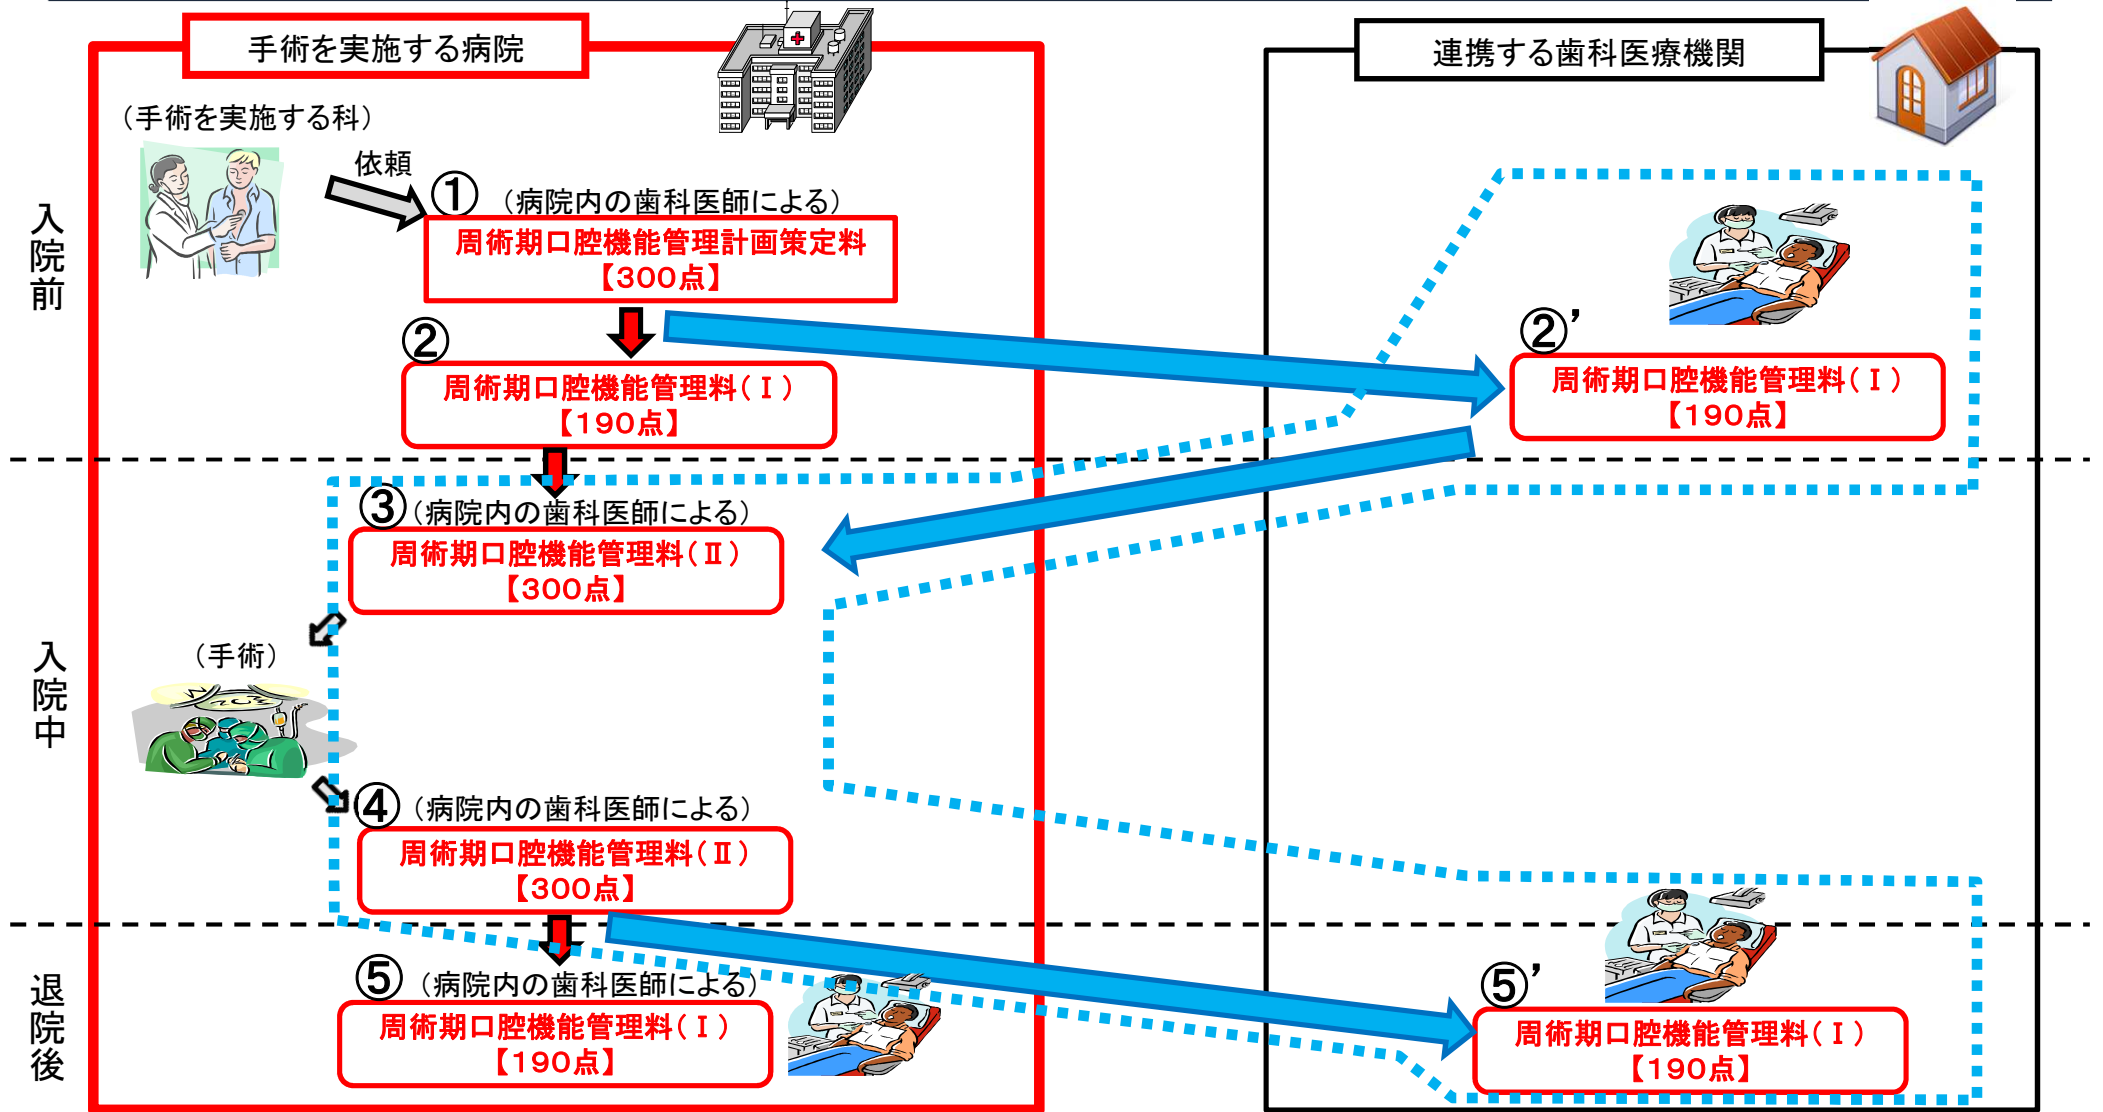 手術を実施する病院
連携する歯科医療機関
（手術を実施する科）
依頼
入院前
① （病院内の歯科医師による）
周術期口腔機能管理計画策定料
【300点】
②
周術期口腔機能管理料（Ⅰ）
【190点】
②’
周術期口腔機能管理料（Ⅰ）
【190点】
入院中
③（病院内の歯科医師による）
周術期口腔機能管理料（Ⅱ）
【300点】
（手術）
④（病院内の歯科医師による）
周術期口腔機能管理料（Ⅱ）
【300点】
退院後
⑤（病院内の歯科医師による）
周術期口腔機能管理料（Ⅰ）
【190点】
⑤’
周術期口腔機能管理料（Ⅰ）
【190点】